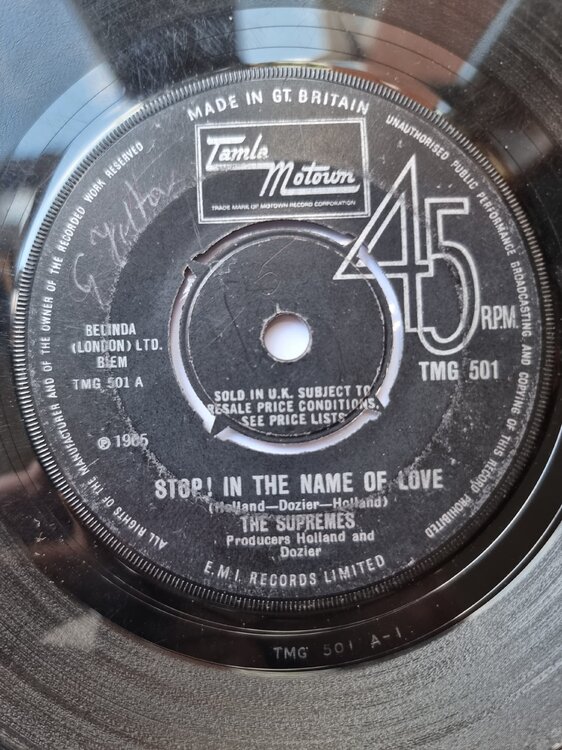 MADE IN GT. BRITAIN
UNAUTHORISED PUBLIC PERFORMANCE BROADCASTING AND COPYING OF THIS RECORD PROHIBITED
ALL RIGHTS OF THE MANUFACTURER AND OF THE OWNER OF THE RECORDED WORK RESERVED
Tamla
Motown
TRADE MARK OF MOTOWN RECORD CORPORATION
45
RPM.
TMG 501
BELINDA
(LONDON) LTD.
BIEM
TMG 501 A
℗ 1965
SOLD IN U.K. SUBJECT TO
RESALE PRICE CONDITIONS,
SEE PRICE LISTS
STOP! IN THE NAME OF LOVE
(Holland—Dozier—Holland)
THE SUPREMES
Producers Holland and
Dozier
E.M.I. RECORDS LIMITED
TMG 501 A-1